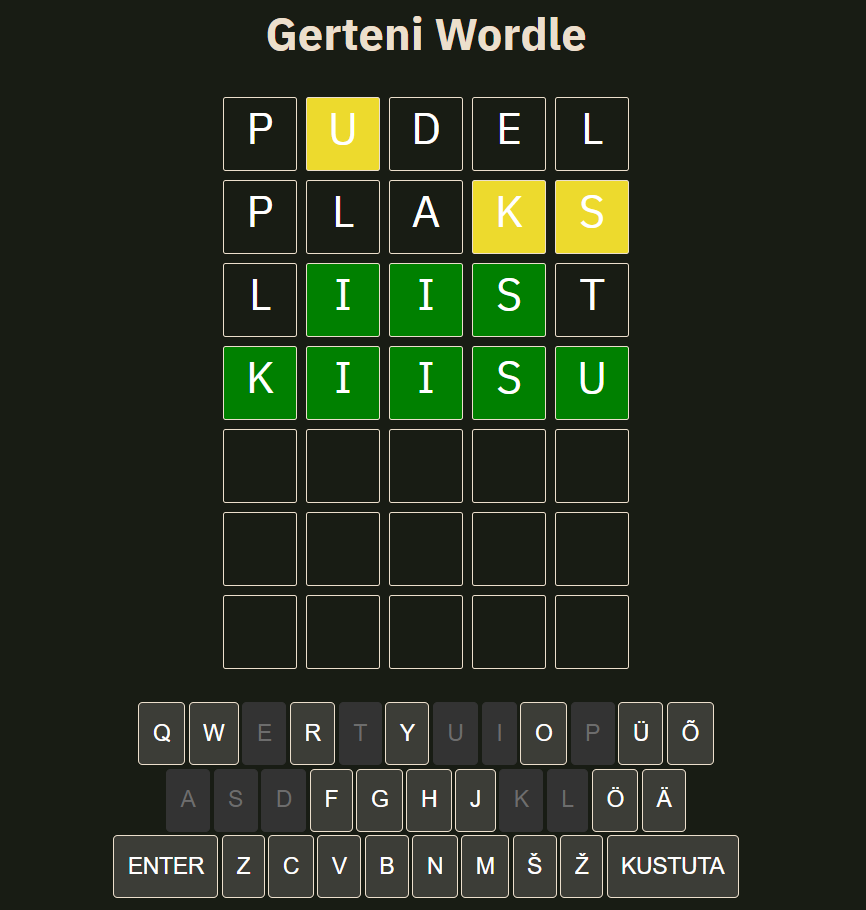 Gerteni Wordle
P U D E L
P L A K S
L I I S T
K I I S U
Q W E R T Y U I O P Ü Õ
A S D F G H J K L Ö Ä
ENTER Z C V B N M Š Ž KUSTUTA